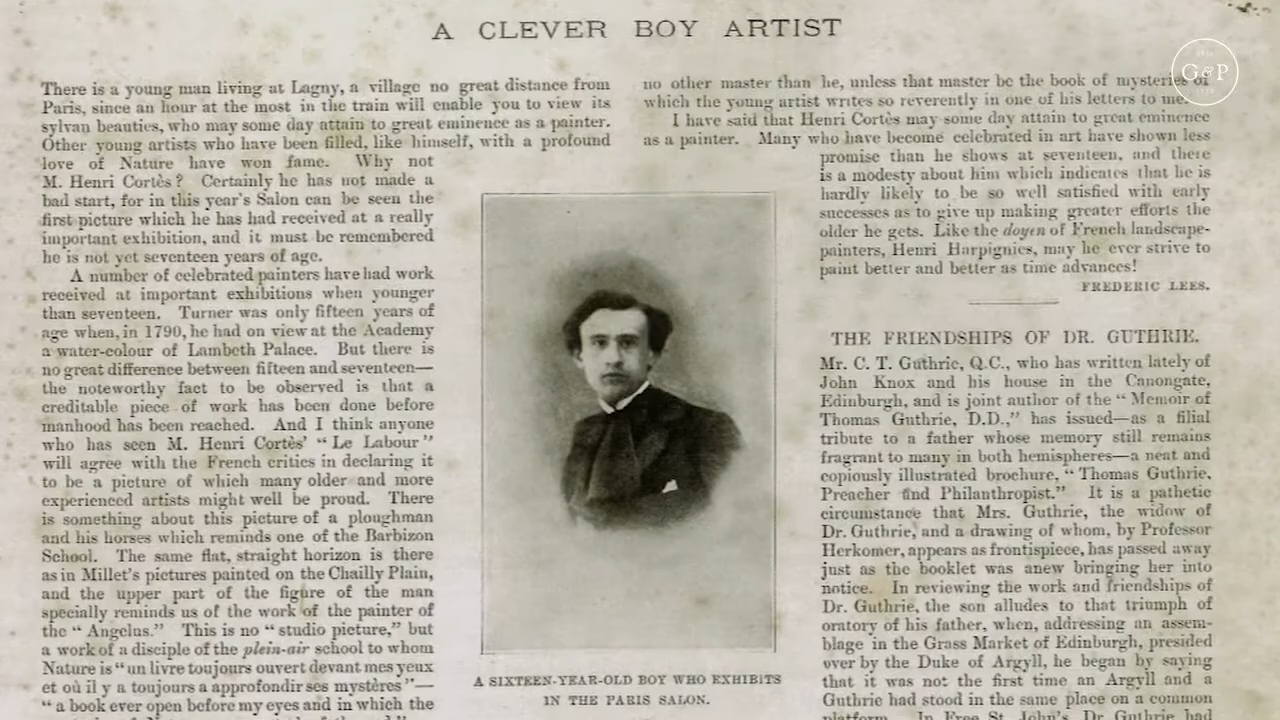 A CLEVER BOY ARTIST
There is a young man living at Lagny, a village no great distance from
Paris, since an hour at the most in the train will enable you to view its
sylvan beauties, who may some day attain to great eminence as a painter.
Other young artists who have been filled, like himself, with a profound
love of Nature have won fame. Why not
M. Henri Cortès? Certainly he has not made a
bad start, for in this year's Salon can be seen the
first picture which he has had received at a really
important exhibition, and it must be remembered
he is not yet seventeen years of age.
A number of celebrated painters have had work
received at important exhibitions when younger
than seventeen. Turner was only fifteen years of
age when, in 1790, he had on view at the Academy
a water-colour of Lambeth Palace. But there is
no great difference between fifteen and seventeen—
the noteworthy fact to be observed is that a
creditable piece of work has been done before
manhood has been reached. And I think anyone
who has seen M. Henri Cortès' “Le Labour”
will agree with the French critics in declaring it
to be a picture of which many older and more
experienced artists might well be proud. There
is something about this picture of a ploughman
and his horses which reminds one of the Barbizon
School. The same flat, straight horizon is there
as in Millet's pictures painted on the Chailly Plain,
and the upper part of the figure of the man
specially reminds us of the work of the painter of
the “Angelus.” This is no “studio picture,” but
a work of a disciple of the plein-air school to whom
Nature is “un livre toujours ouvert devant mes yeux
et où il y a toujours a approfondir ses mystères”—
“a book ever open before my eyes and in which the
A SIXTEEN-YEAR-OLD BOY WHO EXHIBITS
IN THE PARIS SALON.
no other master than he, unless that master be the book of mysteries of
which the young artist writes so reverently in one of his letters to me.
I have said that Henri Cortès may some day attain to great eminence
as a painter. Many who have become celebrated in art have shown less
promise than he shows at seventeen, and there
is a modesty about him which indicates that he is
hardly likely to be so well satisfied with early
successes as to give up making greater efforts the
older he gets. Like the doyen of French landscape-
painters, Henri Harpignies, may he ever strive to
paint better and better as time advances!
FREDERIC LEES.
THE FRIENDSHIPS OF DR. GUTHRIE.
Mr. C. T. Guthrie, Q.C., who has written lately of
John Knox and his house in the Canongate,
Edinburgh, and is joint author of the “Memoir of
Thomas Guthrie, D.D.,” has issued—as a filial
tribute to a father whose memory still remains
fragrant to many in both hemispheres—a neat and
copiously illustrated brochure, “Thomas Guthrie,
Preacher and Philanthropist.” It is a pathetic
circumstance that Mrs. Guthrie, the widow of
Dr. Guthrie, and a drawing of whom, by Professor
Herkomer, appears as frontispiece, has passed away
just as the booklet was anew bringing her into
notice. In reviewing the work and friendships of
Dr. Guthrie, the son alludes to that triumph of
oratory of his father, when, addressing an assem-
blage in the Grass Market of Edinburgh, presided
over by the Duke of Argyll, he began by saying
that it was not the first time an Argyll and a
Guthrie had stood in the same place on a common
platform. In Free St. John's Dr. Guthrie had
G&P